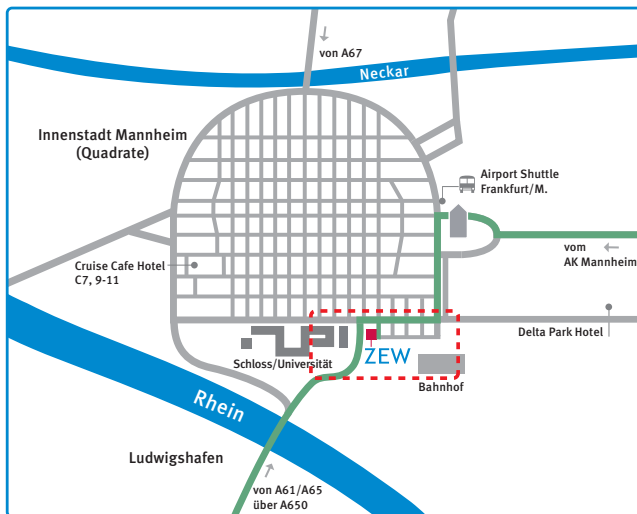 von A67
Neckar
Innenstadt Mannheim
(Quadrate)
Airport Shuttle
Frankfurt/M.
vom
AK Mannheim
Cruise Cafe Hotel
C7, 9-11
Delta Park Hotel
ZEW
Schloss/Universität
Bahnhof
Rhein
Ludwigshafen
von A61/A65
über A650